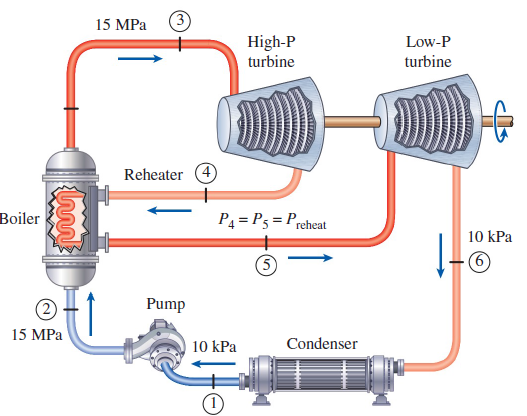 3
15 MPa
High-P
turbine
Low-P
turbine
Reheater
4
Boiler
P4 = P5 = Preheat
10 kPa
5
6
2
Pump
15 MPa
10 kPa
Condenser
1